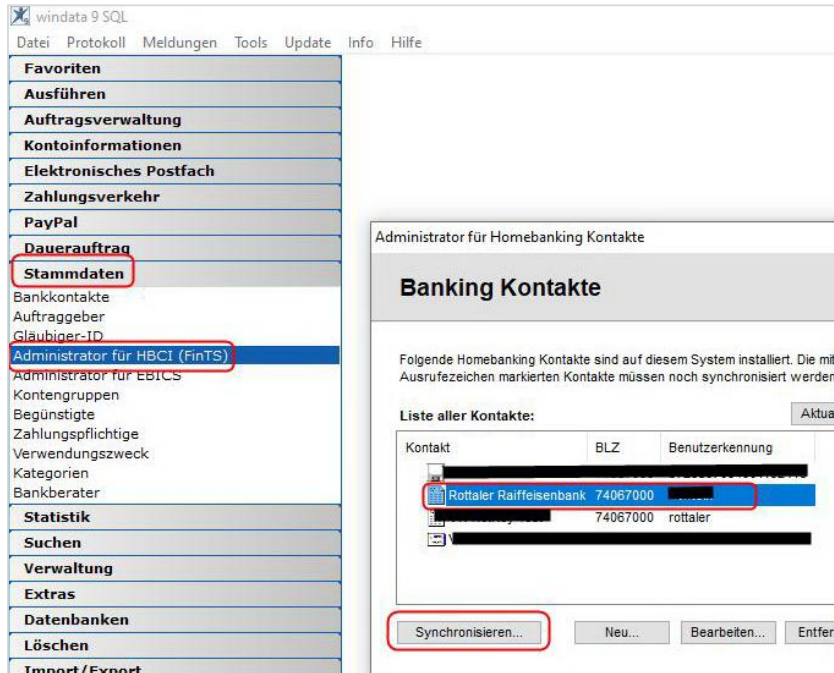 windata 9 SQL
Datei Protokoll Meldungen Tools Update Info Hilfe
Favoriten
Ausführen
Auftragsverwaltung
Kontoinformationen
Elektronisches Postfach
Zahlungsverkehr
PayPal
Dauerauftrag
Stammdaten
Bankkontakte
Auftraggeber
Gläubiger-ID
Administrator für HBCI (FinTS)
Administrator für EBICS
Kontengruppen
Begünstigte
Zahlungspflichtige
Verwendungszweck
Kategorien
Bankberater
Statistik
Suchen
Verwaltung
Extras
Datenbanken
Löschen
Import/Export
Administrator für Homebanking Kontakte
Banking Kontakte
Folgende Homebanking Kontakte sind auf diesem System installiert. Die mit
Ausrufezeichen markierten Kontakte müssen noch synchronisiert werden
Liste aller Kontakte:
Aktua
Kontakt BLZ Benutzerkennung
Rottaler Raiffeisenbank 74067000
74067000 rottaler
Synchronisieren... Neu... Bearbeiten... Entfer